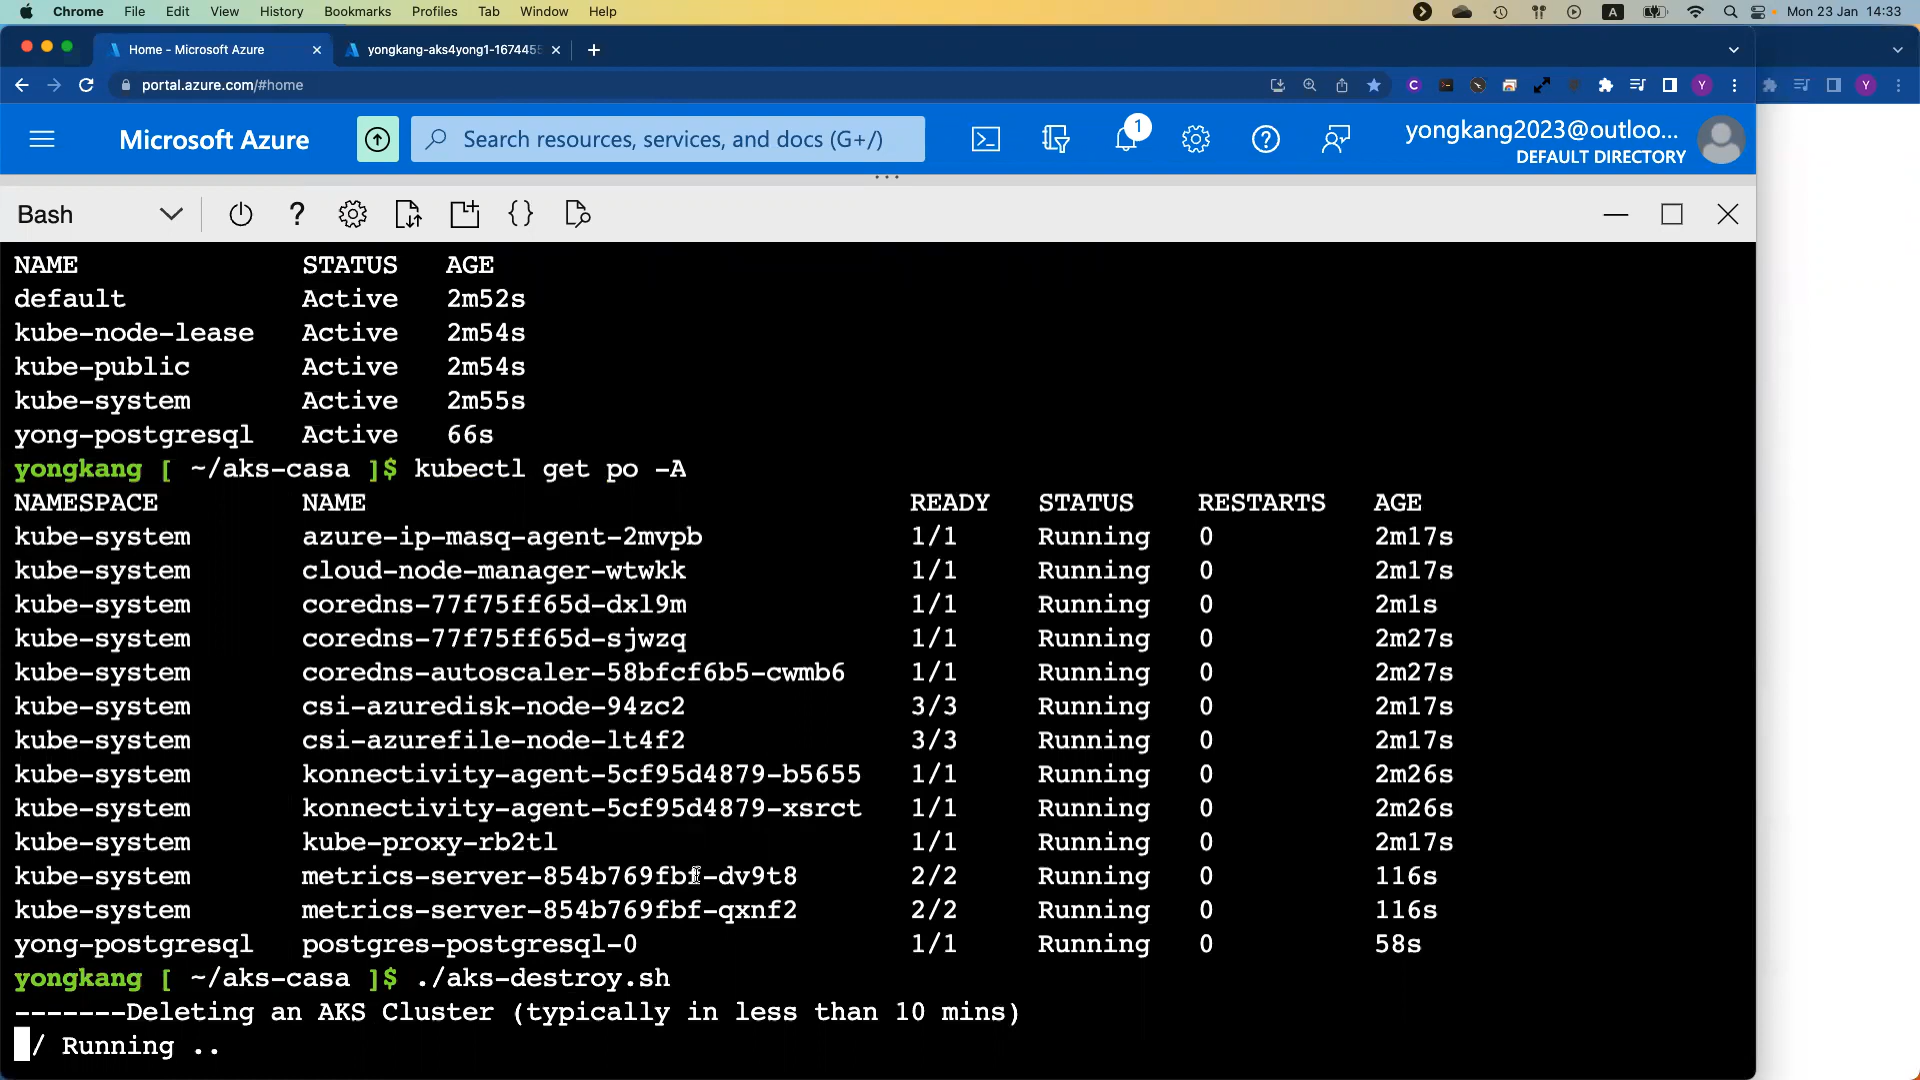 Chrome File Edit View History Bookmarks Profiles Tab Window Help A Mon 23 Jan 14:33
Home - Microsoft Azure yongkang-aks4yong1-1674455
portal.azure.com/#home C Y Y
Microsoft Azure Search resources, services, and docs (G+/) 1 yongkang2023@outloo...
DEFAULT DIRECTORY
Bash ? {}
NAME STATUS AGE
default Active 2m52s
kube-node-lease Active 2m54s
kube-public Active 2m54s
kube-system Active 2m55s
yong-postgresql Active 66s
yongkang [ ~/aks-casa ]$ kubectl get po -A
NAMESPACE NAME READY STATUS RESTARTS AGE
kube-system azure-ip-masq-agent-2mvpb 1/1 Running 0 2m17s
kube-system cloud-node-manager-wtwkk 1/1 Running 0 2m17s
kube-system coredns-77f75ff65d-dxl9m 1/1 Running 0 2m1s
kube-system coredns-77f75ff65d-sjwzq 1/1 Running 0 2m27s
kube-system coredns-autoscaler-58bfcf6b5-cwmb6 1/1 Running 0 2m27s
kube-system csi-azuredisk-node-94zc2 3/3 Running 0 2m17s
kube-system csi-azurefile-node-lt4f2 3/3 Running 0 2m17s
kube-system konnectivity-agent-5cf95d4879-b5655 1/1 Running 0 2m26s
kube-system konnectivity-agent-5cf95d4879-xsrct 1/1 Running 0 2m26s
kube-system kube-proxy-rb2tl 1/1 Running 0 2m17s
kube-system metrics-server-854b769fbf-dv9t8 2/2 Running 0 116s
kube-system metrics-server-854b769fbf-qxnf2 2/2 Running 0 116s
yong-postgresql postgres-postgresql-0 1/1 Running 0 58s
yongkang [ ~/aks-casa ]$ ./aks-destroy.sh
-------Deleting an AKS Cluster (typically in less than 10 mins)
/ Running ..